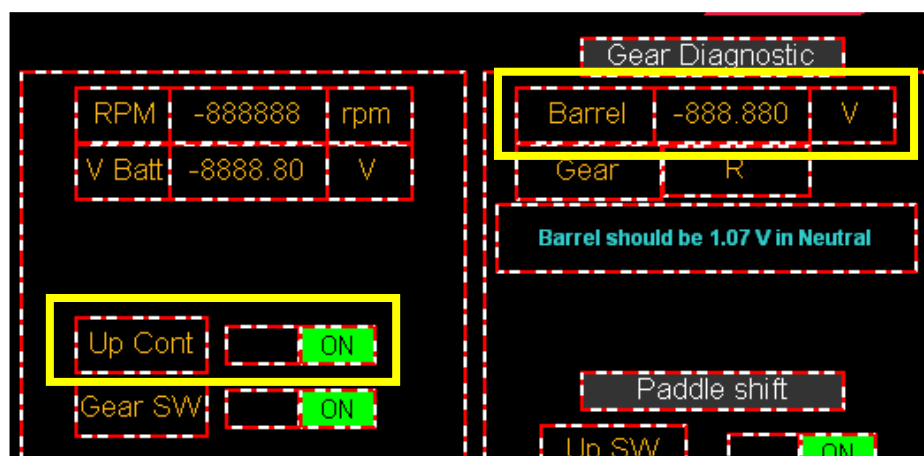 Gear Diagnostic
RPM -888888 rpm
Barrel -888.880 V
V Batt -8888.80 V
Gear R
Barrel should be 1.07 V in Neutral
Up Cont ON
Paddle shift
Gear SW ON
Up SW ON